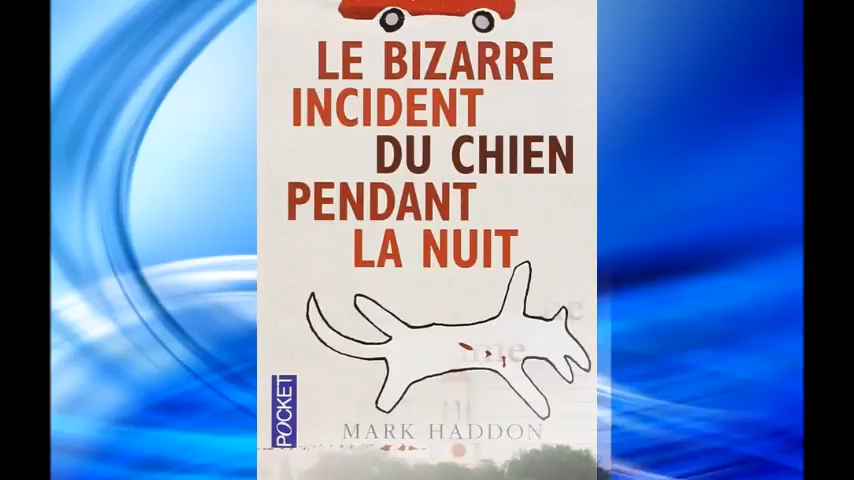 LE BIZARRE
INCIDENT
DU CHIEN
PENDANT
LA NUIT
POCKET
MARK HADDON